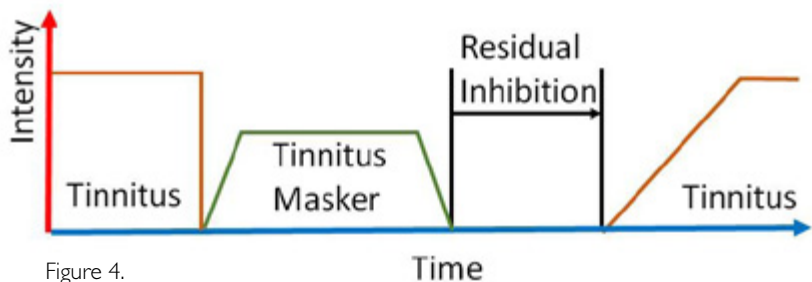 Intensity
Tinnitus
Tinnitus
Masker
Residual
Inhibition
Tinnitus
Time
Figure 4.